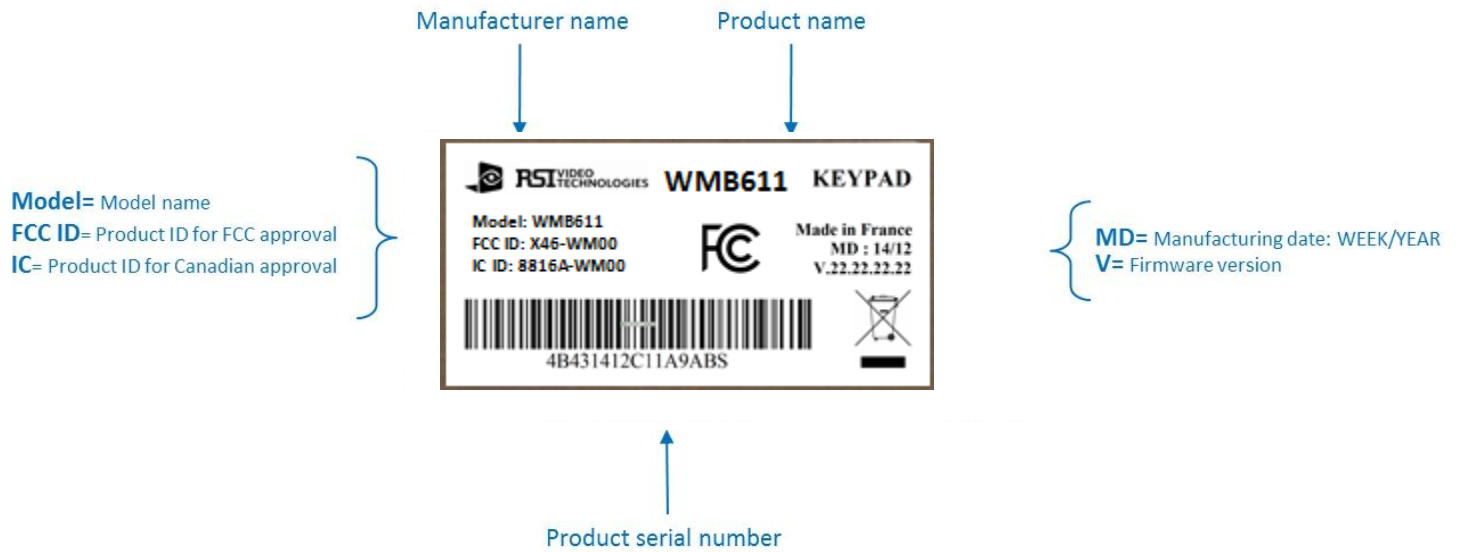 Manufacturer name
Product name
Model= Model name
FCC ID= Product ID for FCC approval
IC= Product ID for Canadian approval
RSI VIDEO TECHNOLOGIES WMB611 KEYPAD
Model: WMB611
FCC ID: X46-WM00
IC ID: 8816A-WM00
FC
Made in France
MD : 14/12
V.22.22.22.22
4B431412C11A9ABS
MD= Manufacturing date: WEEK/YEAR
V= Firmware version
Product serial number